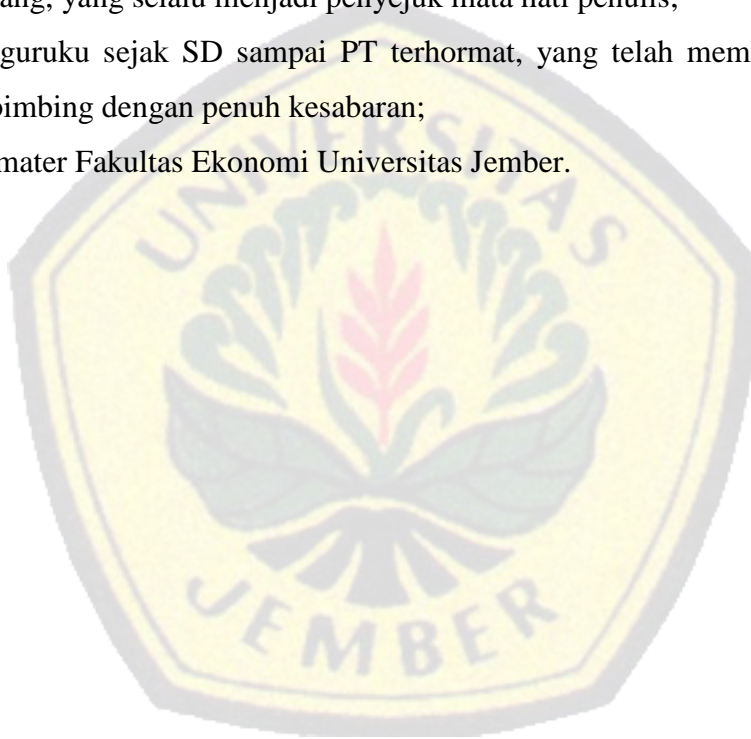 ang, yang selalu menjadi penyejuk mata hati penulis;
guruku sejak SD sampai PT terhormat, yang telah mem
bimbing dengan penuh kesabaran;
mater Fakultas Ekonomi Universitas Jember.
UNIVERSITAS
JEMBER